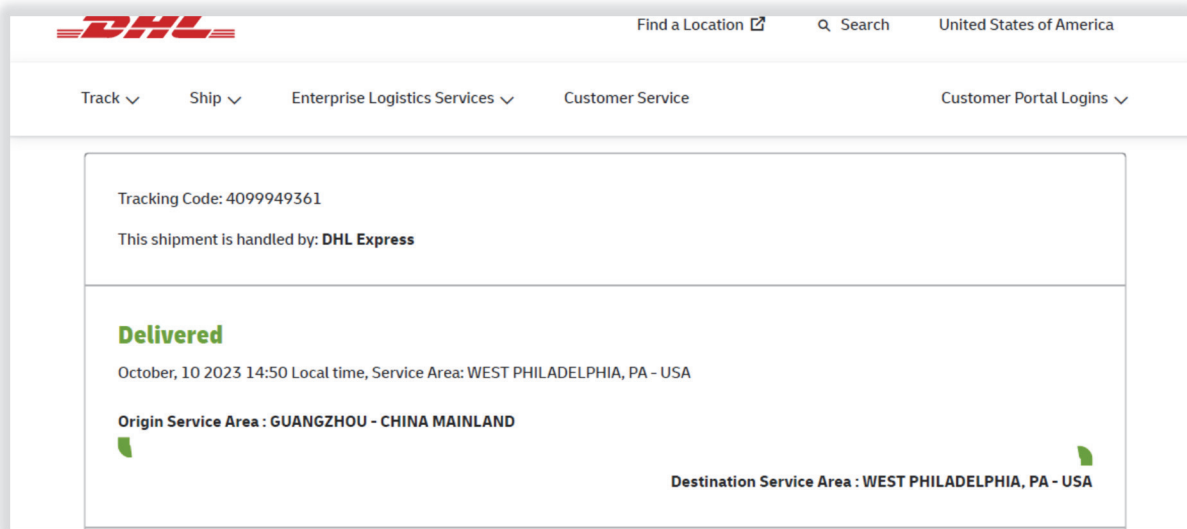 DHL
Find a Location Search United States of America
Track Ship Enterprise Logistics Services Customer Service Customer Portal Logins
Tracking Code: 4099949361
This shipment is handled by: DHL Express
Delivered
October, 10 2023 14:50 Local time, Service Area: WEST PHILADELPHIA, PA - USA
Origin Service Area : GUANGZHOU - CHINA MAINLAND
Destination Service Area : WEST PHILADELPHIA, PA - USA